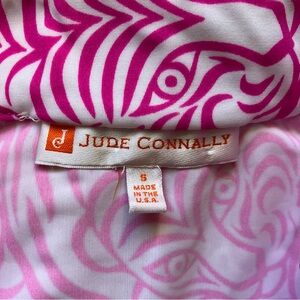 J JUDE CONNALLY
S
MADE
IN THE
U.S.A.